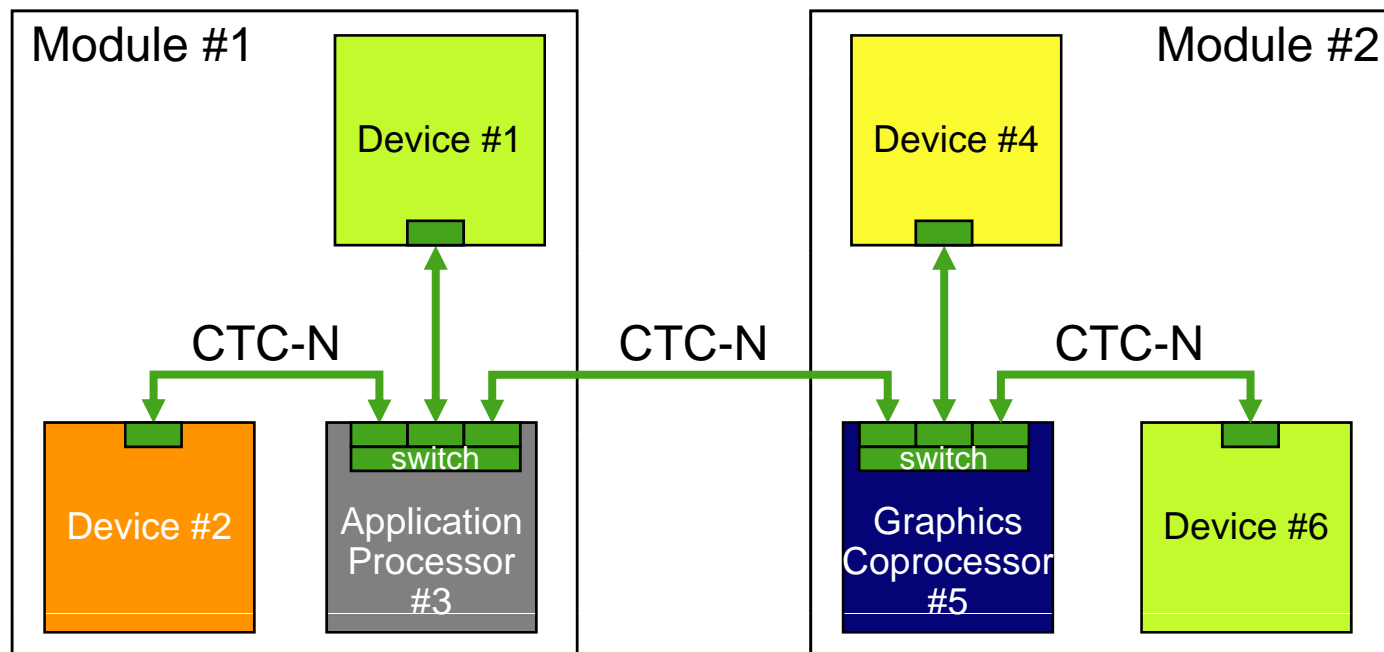 Module #1
Module #2
Device #1
Device #4
CTC-N
CTC-N
CTC-N
switch
switch
Device #2
Application
Processor
#3
Graphics
Coprocessor
#5
Device #6